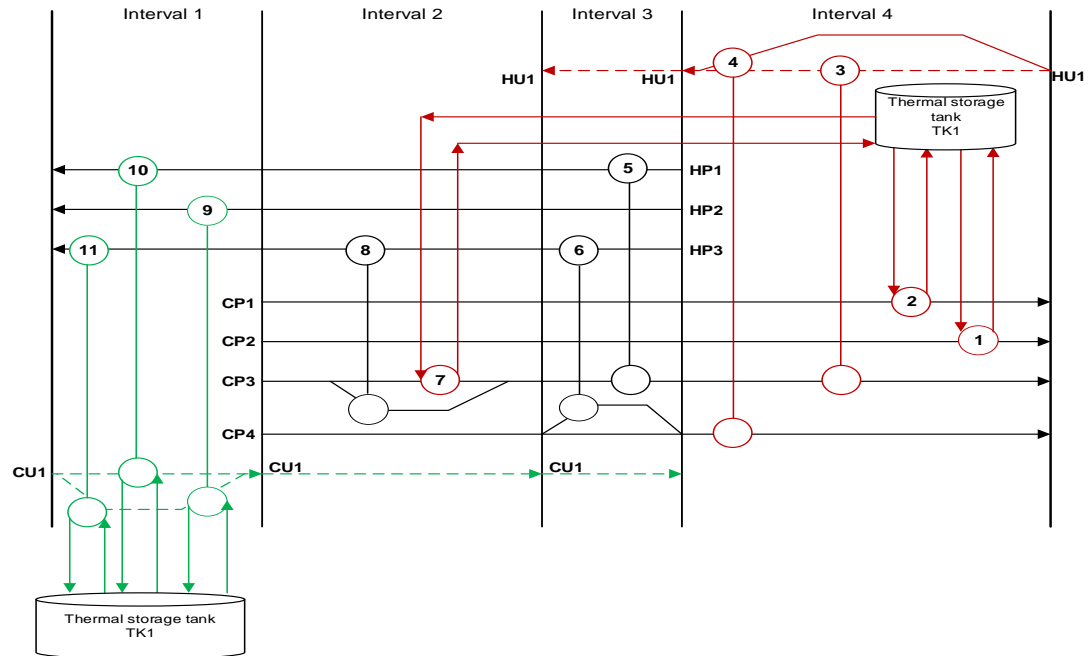 Interval 1
Interval 2
Interval 3
Interval 4
4
3
HU1
HU1
HU1
Thermal storage
tank
TK1
10
5
HP1
9
HP2
11
8
6
HP3
CP1
2
CP2
1
CP3
7
CP4
CU1
CU1
CU1
Thermal storage tank
TK1